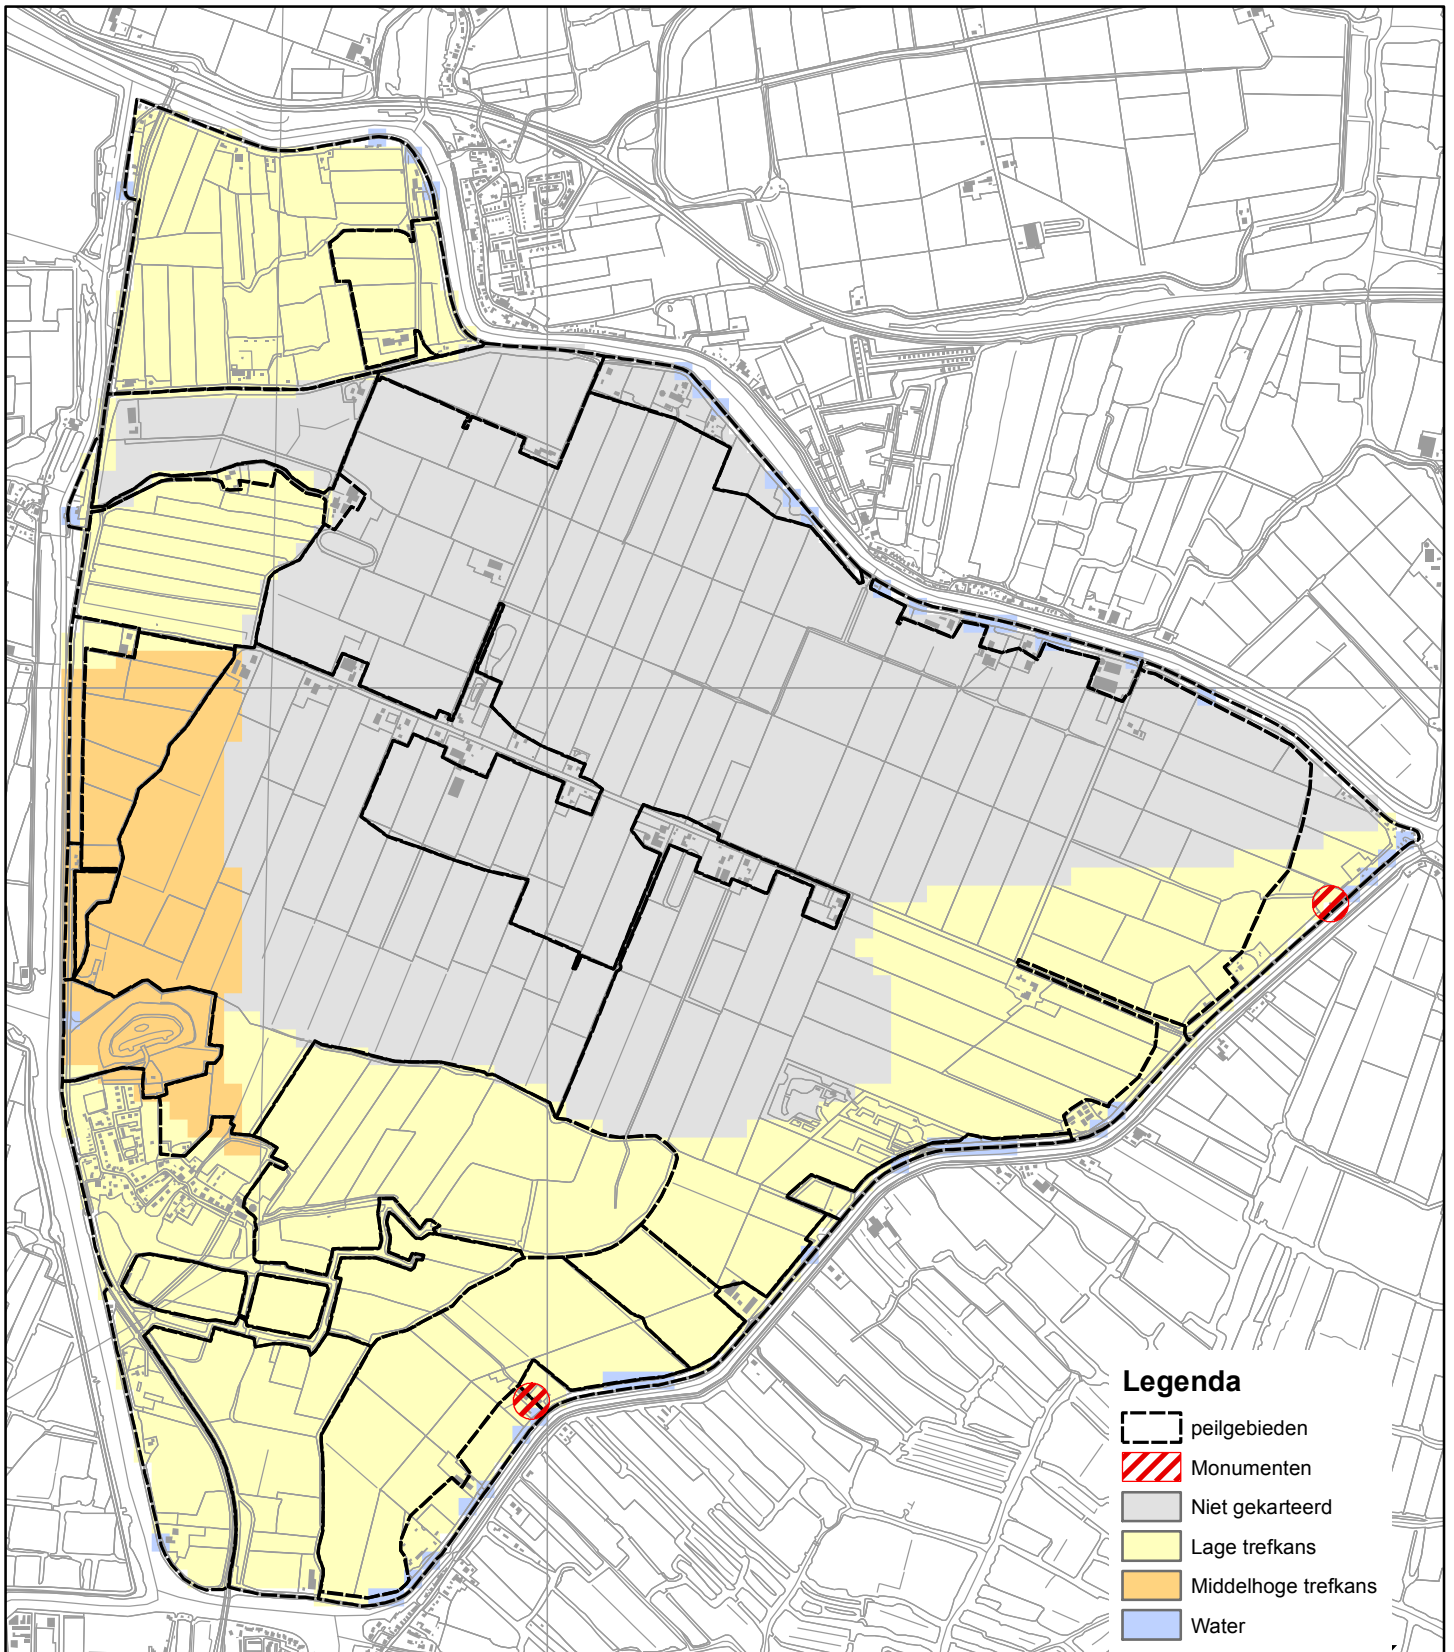 Legenda
peilgebieden
Monumenten
Niet gekarteerd
Lage trefkans
Middelhoge trefkans
Water